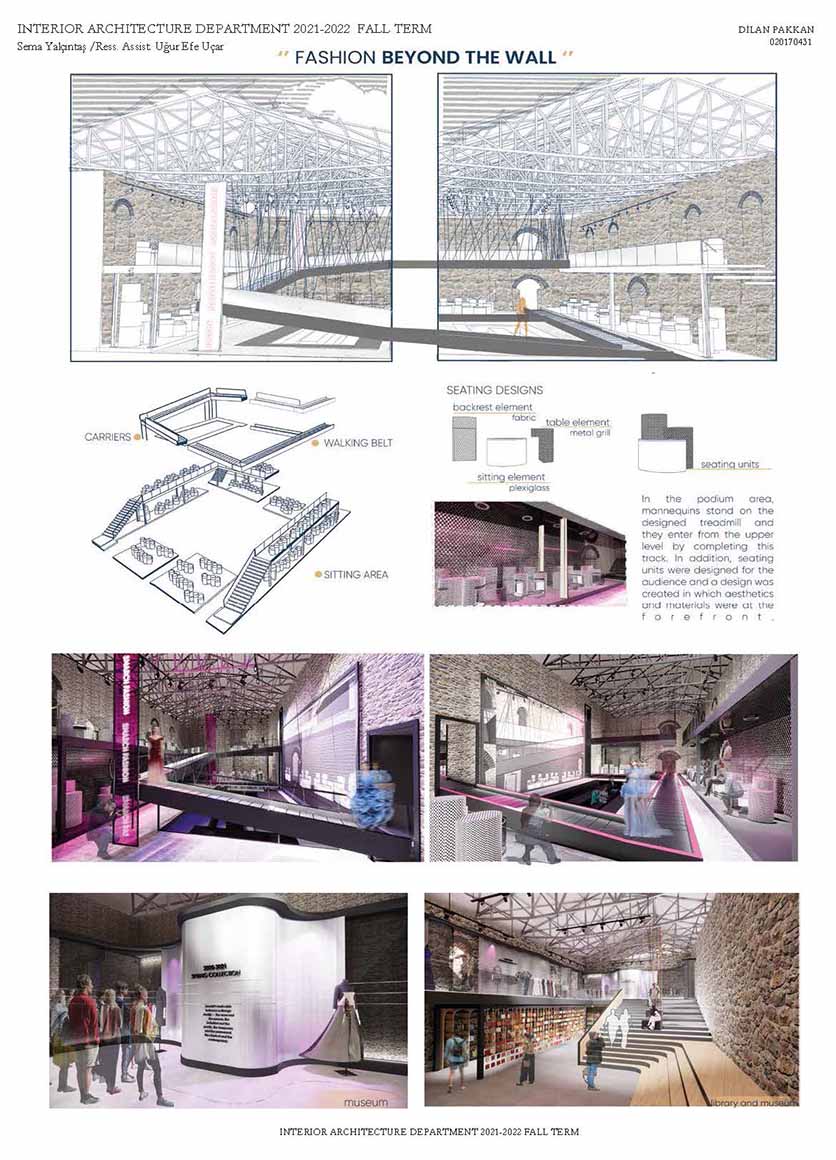 INTERIOR ARCHITECTURE DEPARTMENT 2021-2022 FALL TERM
Sema Yalçıntaş /Ress. Assist. Uğur Efe Uçar
DİLAN PAKKAN
020170431
“ FASHION BEYOND THE WALL ”
CARRIERS
WALKING BELT
SITTING AREA
SEATING DESIGNS
backrest element
fabric
table element
metal grill
sitting element
plexiglass
seating units
In the podium area,
mannequins stand on the
designed treadmill and
they enter from the upper
level by completing this
track. In addition, seating
units were designed for the
audience and a design was
created in which aesthetics
and materials were at the
forefront.
SPRING COLLECTION
museum
library and museum
INTERIOR ARCHITECTURE DEPARTMENT 2021-2022 FALL TERM